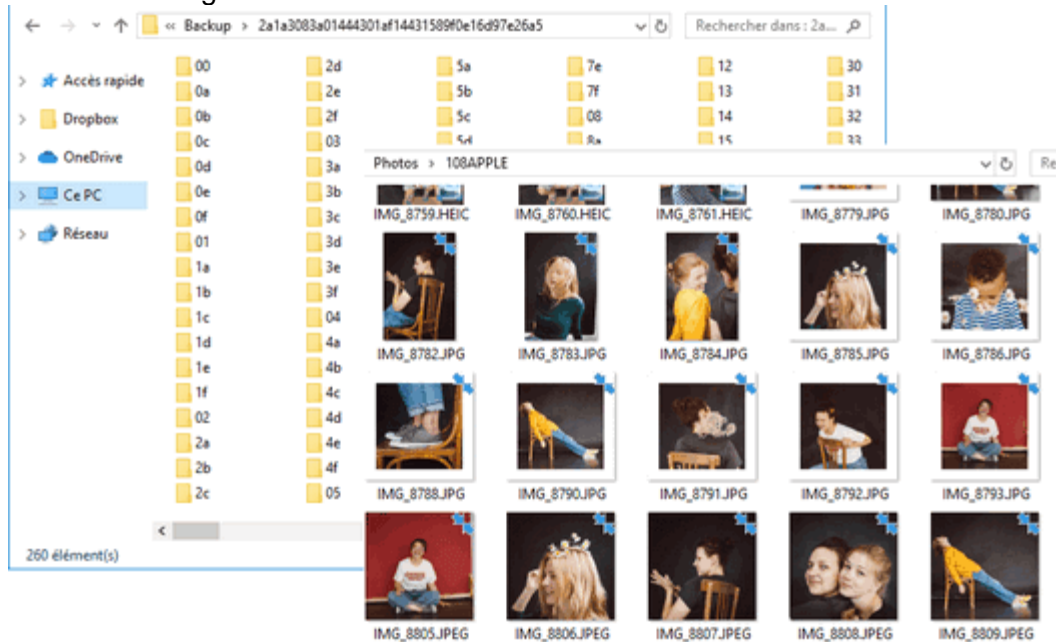 « Backup › 2a1a3083a01444301af14431589f0e16d97e26a5
Rechercher dans : 2a...
Accès rapide
Dropbox
OneDrive
Ce PC
Réseau
00 2d 5a 7e 12 30
0a 2e 5b 7f 13 31
0b 2f 5c 08 14 32
0c 03 5d 8a 15 33
0d 3a
0e 3b
0f 3c
01 3d
1a 3e
1b 3f
1c 04
1d 4a
1e 4b
1f 4c
02 4d
2a 4e
2b 4f
2c 05
260 élément(s)
Photos › 108APPLE
Re
IMG_8759.HEIC IMG_8760.HEIC IMG_8761.HEIC IMG_8779.JPG IMG_8780.JPG
IMG_8782.JPG IMG_8783.JPG IMG_8784.JPG IMG_8785.JPG IMG_8786.JPG
IMG_8788.JPG IMG_8790.JPG IMG_8791.JPG IMG_8792.JPG IMG_8793.JPG
IMG_8805.JPEG IMG_8806.JPEG IMG_8807.JPEG IMG_8808.JPEG IMG_8809.JPEG